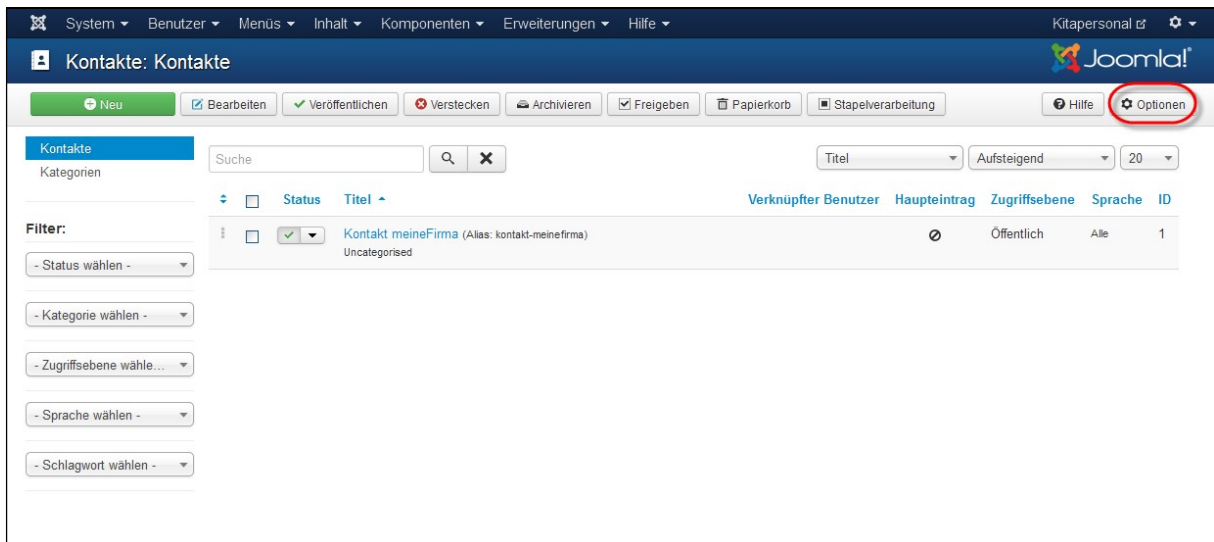 System Benutzer Menüs Inhalt Komponenten Erweiterungen Hilfe Kitapersonal
Kontakte: Kontakte Joomla!®
Neu Bearbeiten Veröffentlichen Verstecken Archivieren Freigeben Papierkorb Stapelverarbeitung Hilfe Optionen
Kontakte
Kategorien
Suche Titel Aufsteigend 20
Status Titel Verknüpfter Benutzer Haupteintrag Zugriffsebene Sprache ID
Kontakt meineFirma (Alias: kontakt-meinefirma) Öffentlich Alle 1
Uncategorised
Filter:
- Status wählen -
- Kategorie wählen -
- Zugriffsebene wähle...
- Sprache wählen -
- Schlagwort wählen -